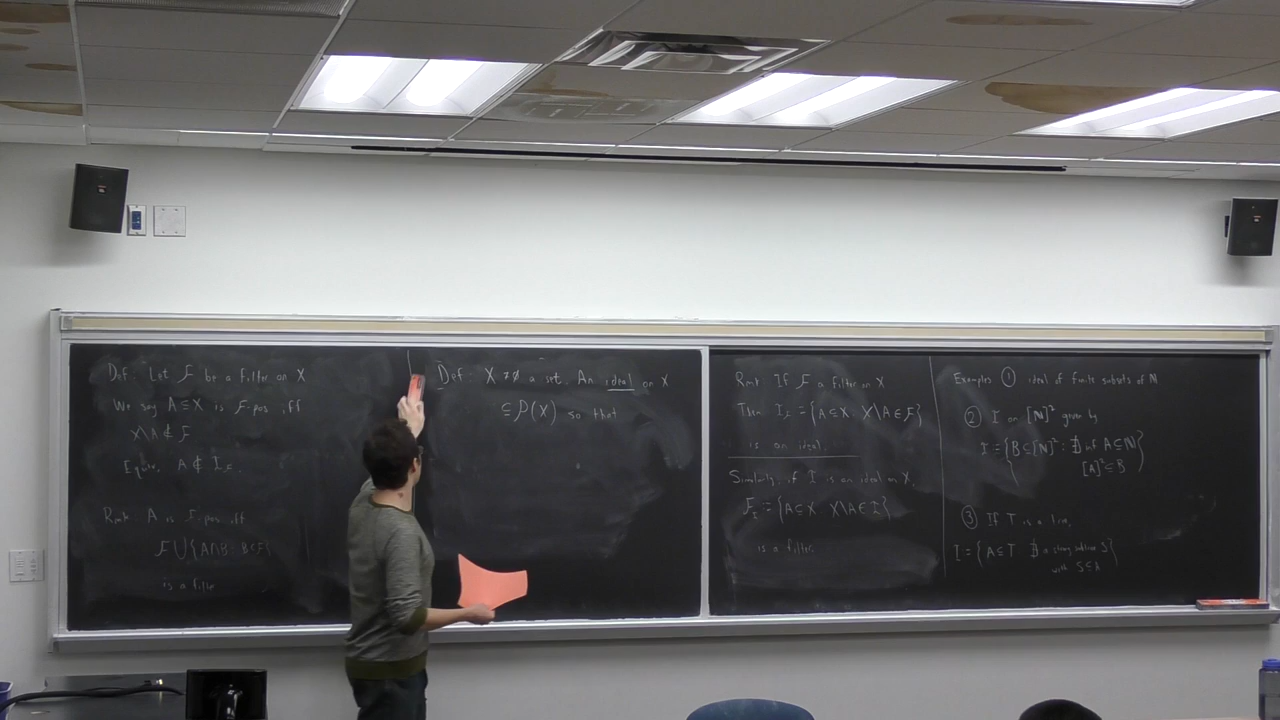 Def: Let F be a filter on X
We say A ⊆ X is F-pos iff
X\A ∉ F
Equiv, A ∉ I_F.
Rmk A is F-pos iff
F ∪ {A∩B : B∈F}
is a filter
Def: X ≠ ∅ a set. An ideal on X
⊆ P(X) so that
Rmk If F a filter on X
Then I_F = {A⊆X: X\A ∈ F}
is an ideal.
Similarly, if I is an ideal on X,
F_I = {A⊆X: X\A∈I}
is a filter.
Examples ① ideal of finite subsets of ℕ
② I on [ℕ]² given by
I = {B⊆[ℕ]² : ∄ inf A⊆ℕ
[A]²⊆B}
③ If T is a tree,
I = {A⊆T ∄ a strong subtree S}
with S⊆A